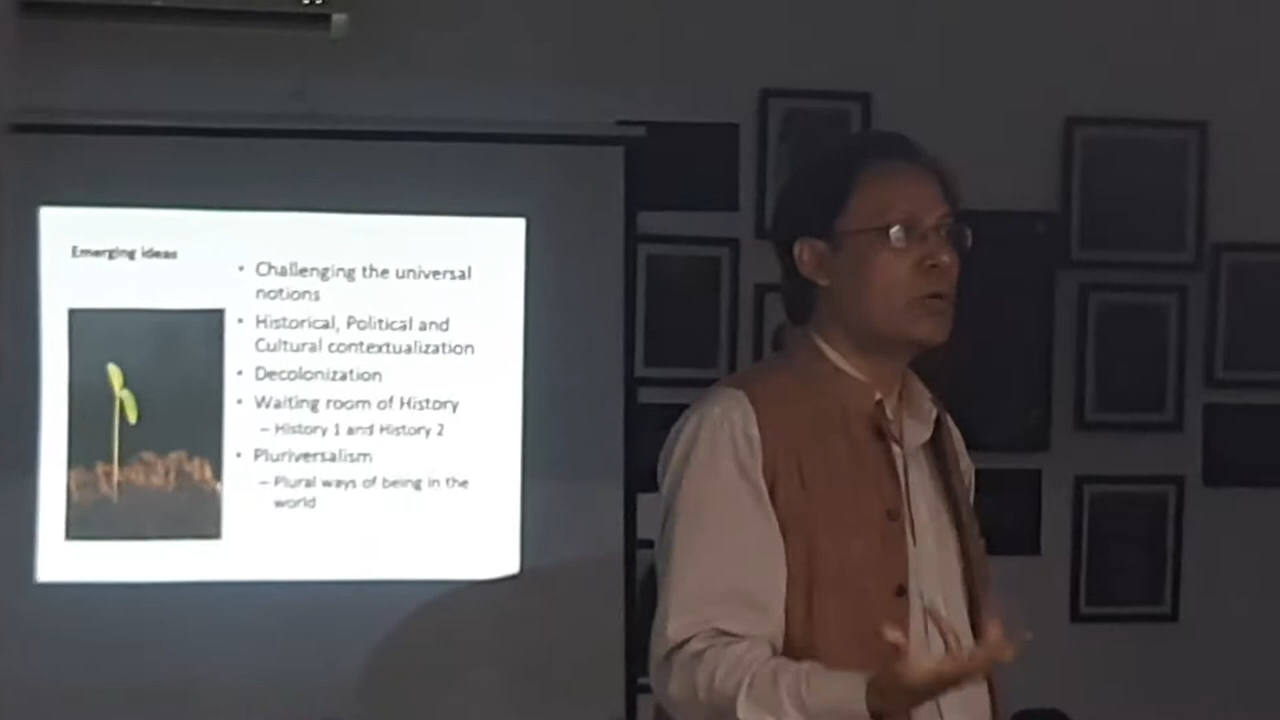 Emerging ideas
• Challenging the universal
notions
• Historical, Political and
Cultural contextualization
• Decolonization
• Waiting room of History
– History 1 and History 2
• Pluriversalism
– Plural ways of being in the
world